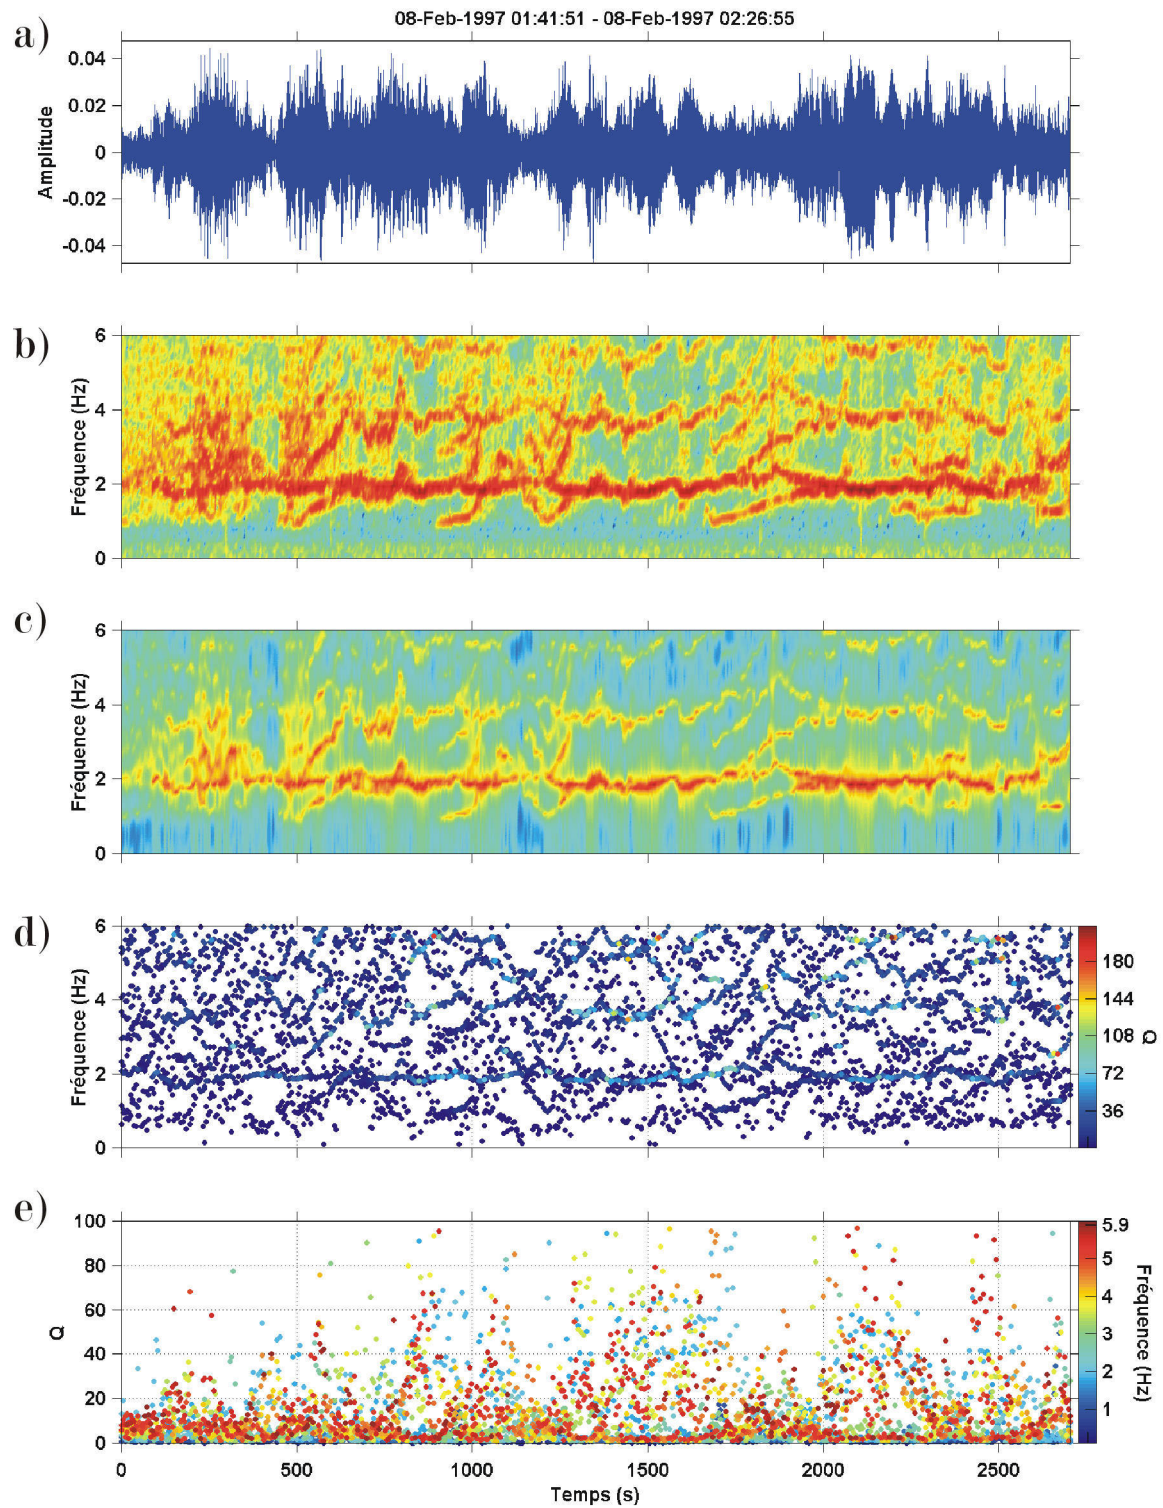 08-Feb-1997 01:41:51 - 08-Feb-1997 02:26:55
a)
Amplitude
0.04
0.02
0
-0.02
-0.04
b)
Fréquence (Hz)
6
4
2
0
c)
Fréquence (Hz)
6
4
2
0
d)
Fréquence (Hz)
6
4
2
0
180
144
108
72
36
Q
e)
Q
100
80
60
40
20
0
5.9
5
4
3
2
1
Fréquence (Hz)
0 500 1000 1500 2000 2500
Temps (s)